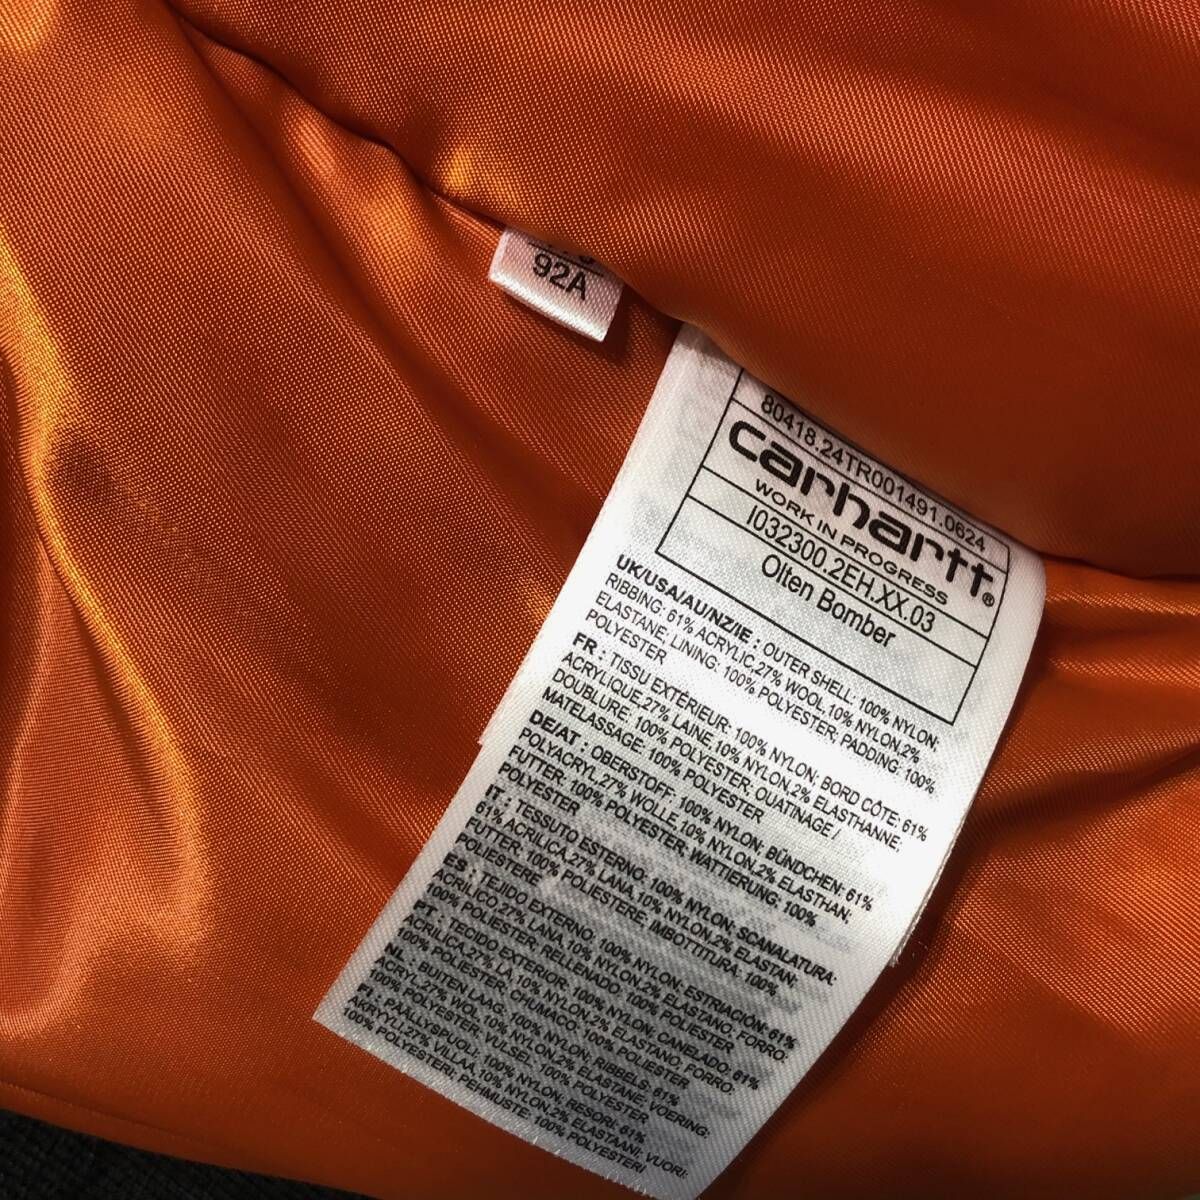 92A
80418.24TR001491.0624
carhartt®
WORK IN PROGRESS
I032300.2EH.XX.03
Olten Bomber
UK/USA/AU/NZ/IE : OUTER SHELL: 100% NYLON;
RIBBING: 61% ACRYLIC,27% WOOL,10% NYLON,2%
ELASTANE; LINING: 100% POLYESTER; PADDING: 100%
POLYESTER
FR : TISSU EXTÉRIEUR: 100% NYLON; BORD CÔTE: 61%
ACRYLIQUE,27% LAINE,10% NYLON,2% ELASTHANNE;
DOUBLURE: 100% POLYESTER; OUATINAGE /
MATELASSAGE: 100% POLYESTER
DE/AT : OBERSTOFF: 100% NYLON; BÜNDCHEN: 61%
POLYACRYL,27% WOLLE,10% NYLON,2% ELASTHAN;
FUTTER: 100% POLYESTER; WATTIERUNG: 100%
POLYESTER
IT : TESSUTO ESTERNO: 100% NYLON; SCANALATURA:
61% ACRILICA,27% LANA,10% NYLON,2% ELASTAN;
FUTTER: 100% POLIESTERE; IMBOTTITURA: 100%
POLIESTERE
ES : TEJIDO EXTERNO: 100% NYLON; ESTRIACIÓN: 61%
ACRILICO,27% LANA,10% NYLON,2% ELASTANO; FORRO:
100% POLIESTER; RELLENADO: 100% POLIESTER
PT : TECIDO EXTERIOR: 100% NYLON; CANELADO: 61%
ACRILICA,27% LA,10% NYLON,2% ELASTANO; FORRO:
100% POLIESTER; CHUMACO: 100% POLIESTER
NL : BUITEN LAAG: 100% NYLON; RIBBELS: 61%
ACRYL,27% WOL,10% NYLON,2% ELASTANE; VOERING:
100% POLYESTER; VULSEL: 100% POLYESTER
FI : PÄÄLLYSPUOLI: 100% NYLON; RESORI: 61%
AKRYYLI,27% VILLAA,10% NYLON,2% ELASTAANI; VUORI:
100% POLYESTERI; PEHMUSTE: 100% POLYESTERI